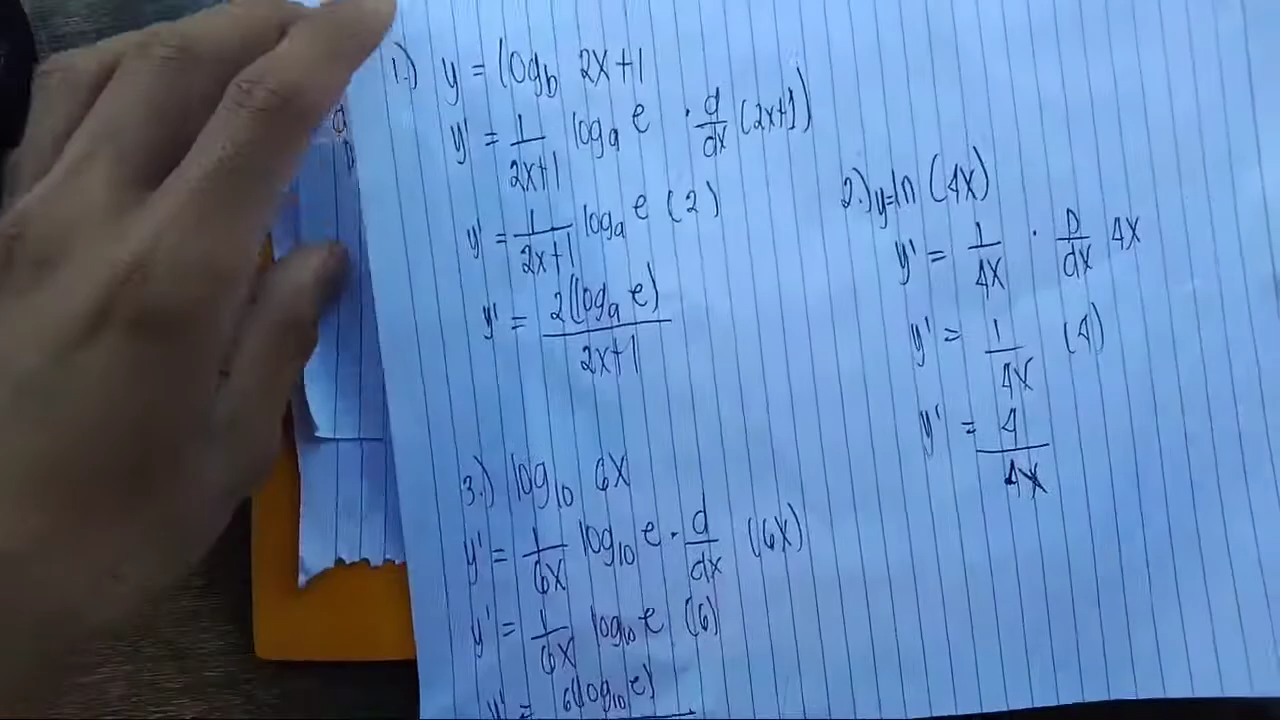 1.) y = log_b 2x+1
y' = 1/(2x+1) log_a e · d/dx (2x+1)
y' = 1/(2x+1) log_a e (2)
y' = 2(log_a e)/(2x+1)
2.) y=ln (4x)
y' = 1/4x · D/dx 4x
y' = 1/4x (4)
y' = 4/4x
3.) log_10 6x
y' = 1/6x log_10 e · d/dx (6x)
y' = 1/6x log_10 e (6)
y' = 6(log_10 e)